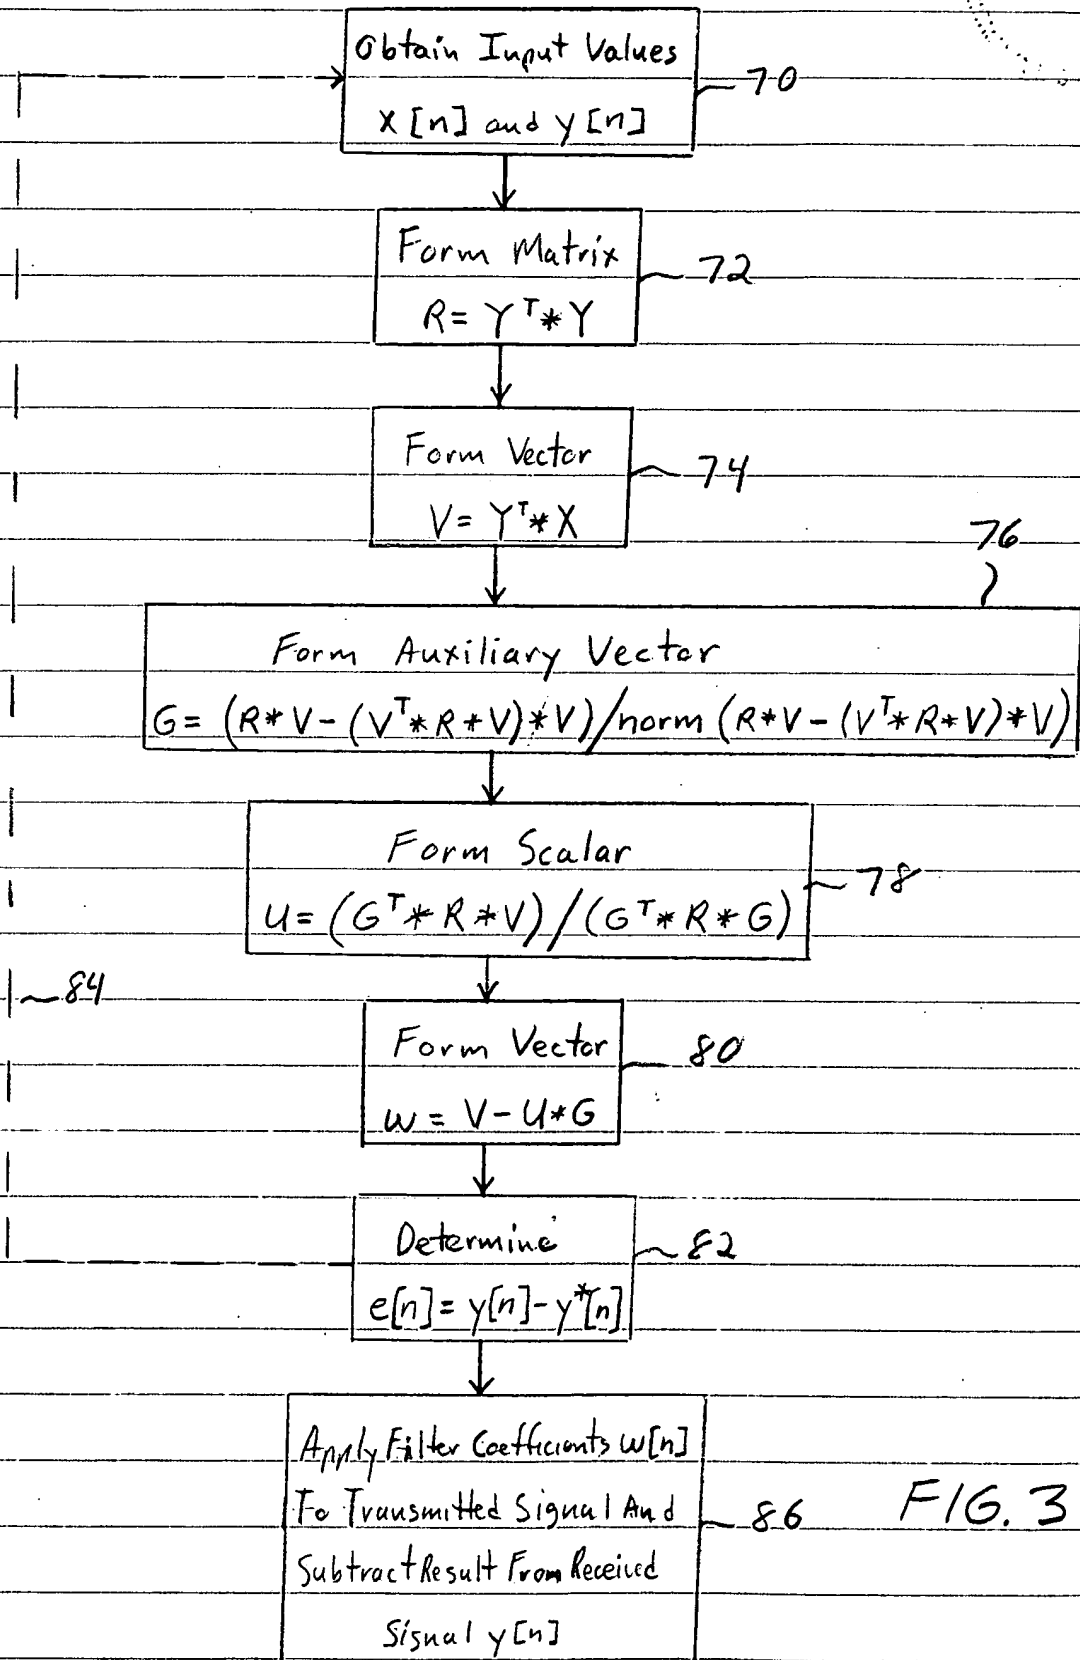 Obtain Input Values
x[n] and y[n]
70
Form Matrix
R= Y^T*Y
72
Form Vector
V= Y^T*X
74
76
Form Auxiliary Vector
G= (R*V-(V^T*R*V)*V)/norm(R*V-(V^T*R*V)*V)
Form Scalar
u= (G^T*R*V)/(G^T*R*G)
78
84
Form Vector
w = V-u*G
80
Determine
e[n]= y[n]-y*[n]
82
Apply Filter Coefficients w[n]
To Transmitted Signal And
Subtract Result From Received
Signal y[n]
86
FIG. 3